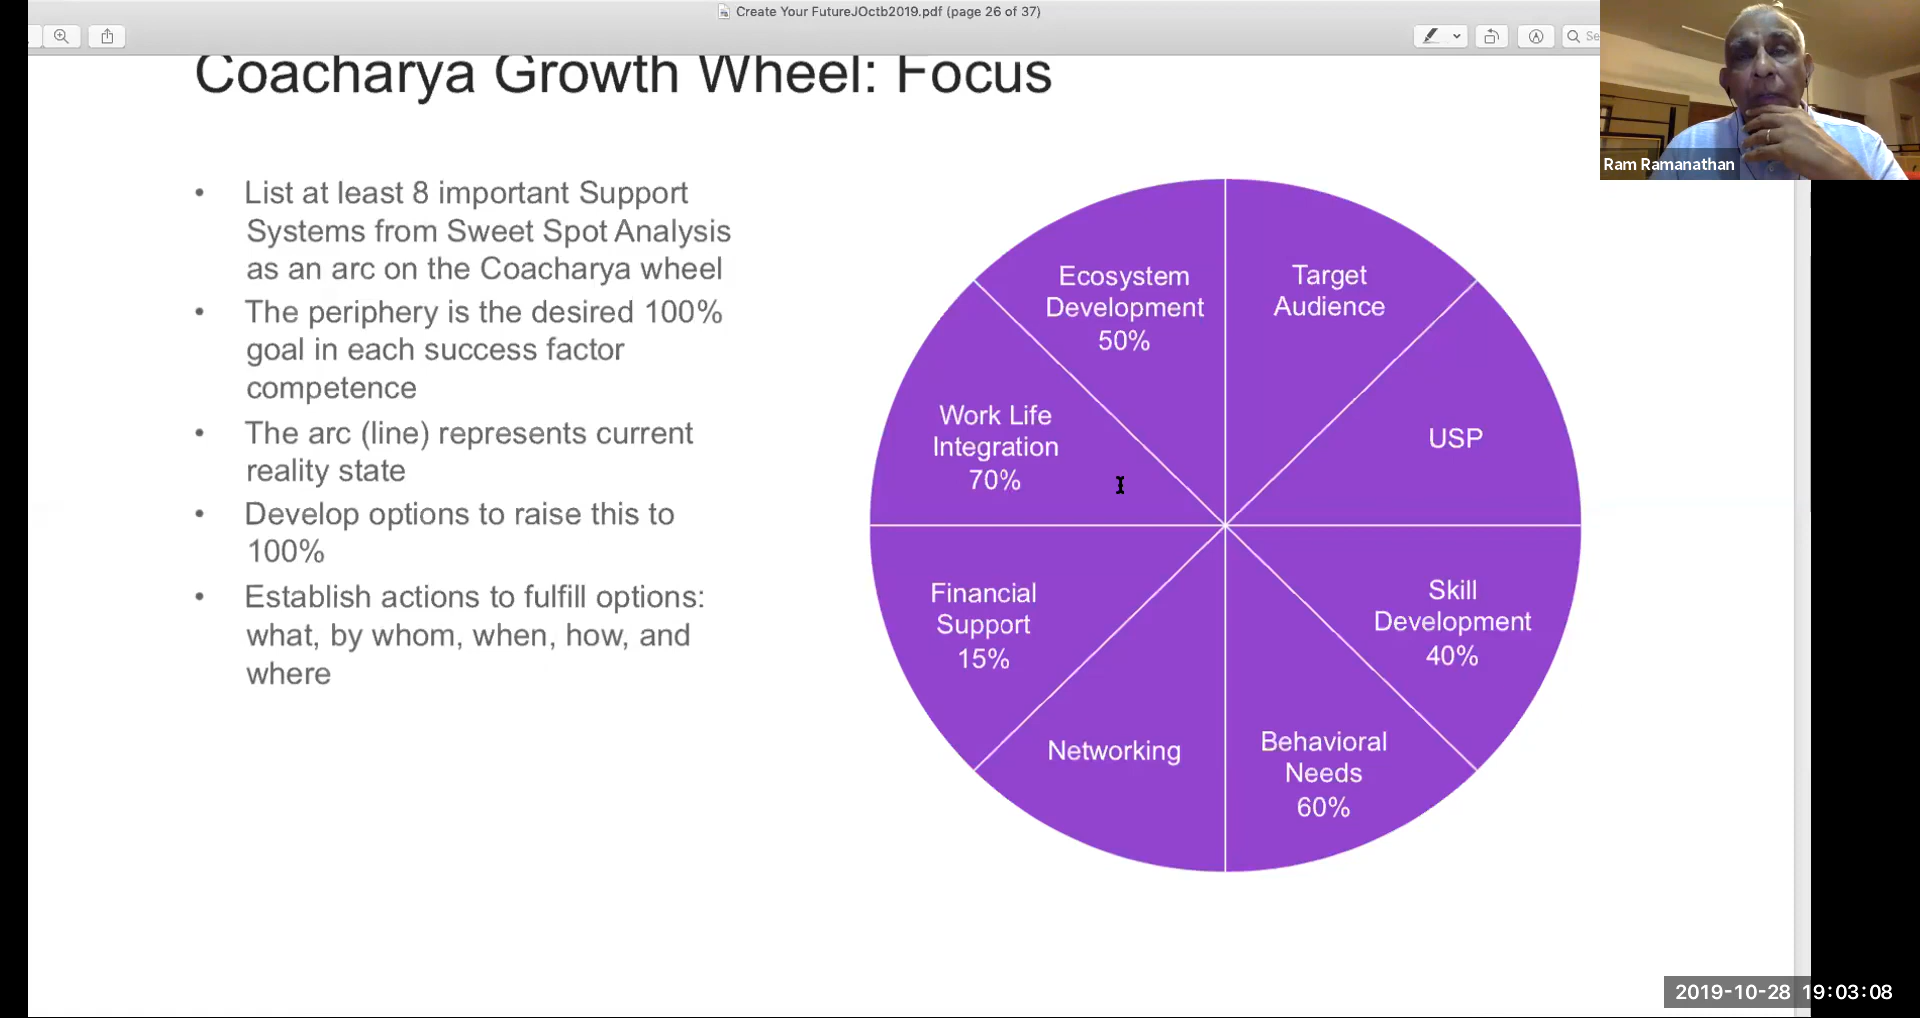 Create Your FutureJOctb2019.pdf (page 26 of 37)
Se
Ram Ramanathan
Coacharya Growth Wheel: Focus
• List at least 8 important Support
Systems from Sweet Spot Analysis
as an arc on the Coacharya wheel
• The periphery is the desired 100%
goal in each success factor
competence
• The arc (line) represents current
reality state
• Develop options to raise this to
100%
• Establish actions to fulfill options:
what, by whom, when, how, and
where
Ecosystem
Development
50%
Target
Audience
USP
Skill
Development
40%
Behavioral
Needs
60%
Networking
Financial
Support
15%
Work Life
Integration
70%
2019-10-28 19:03:08